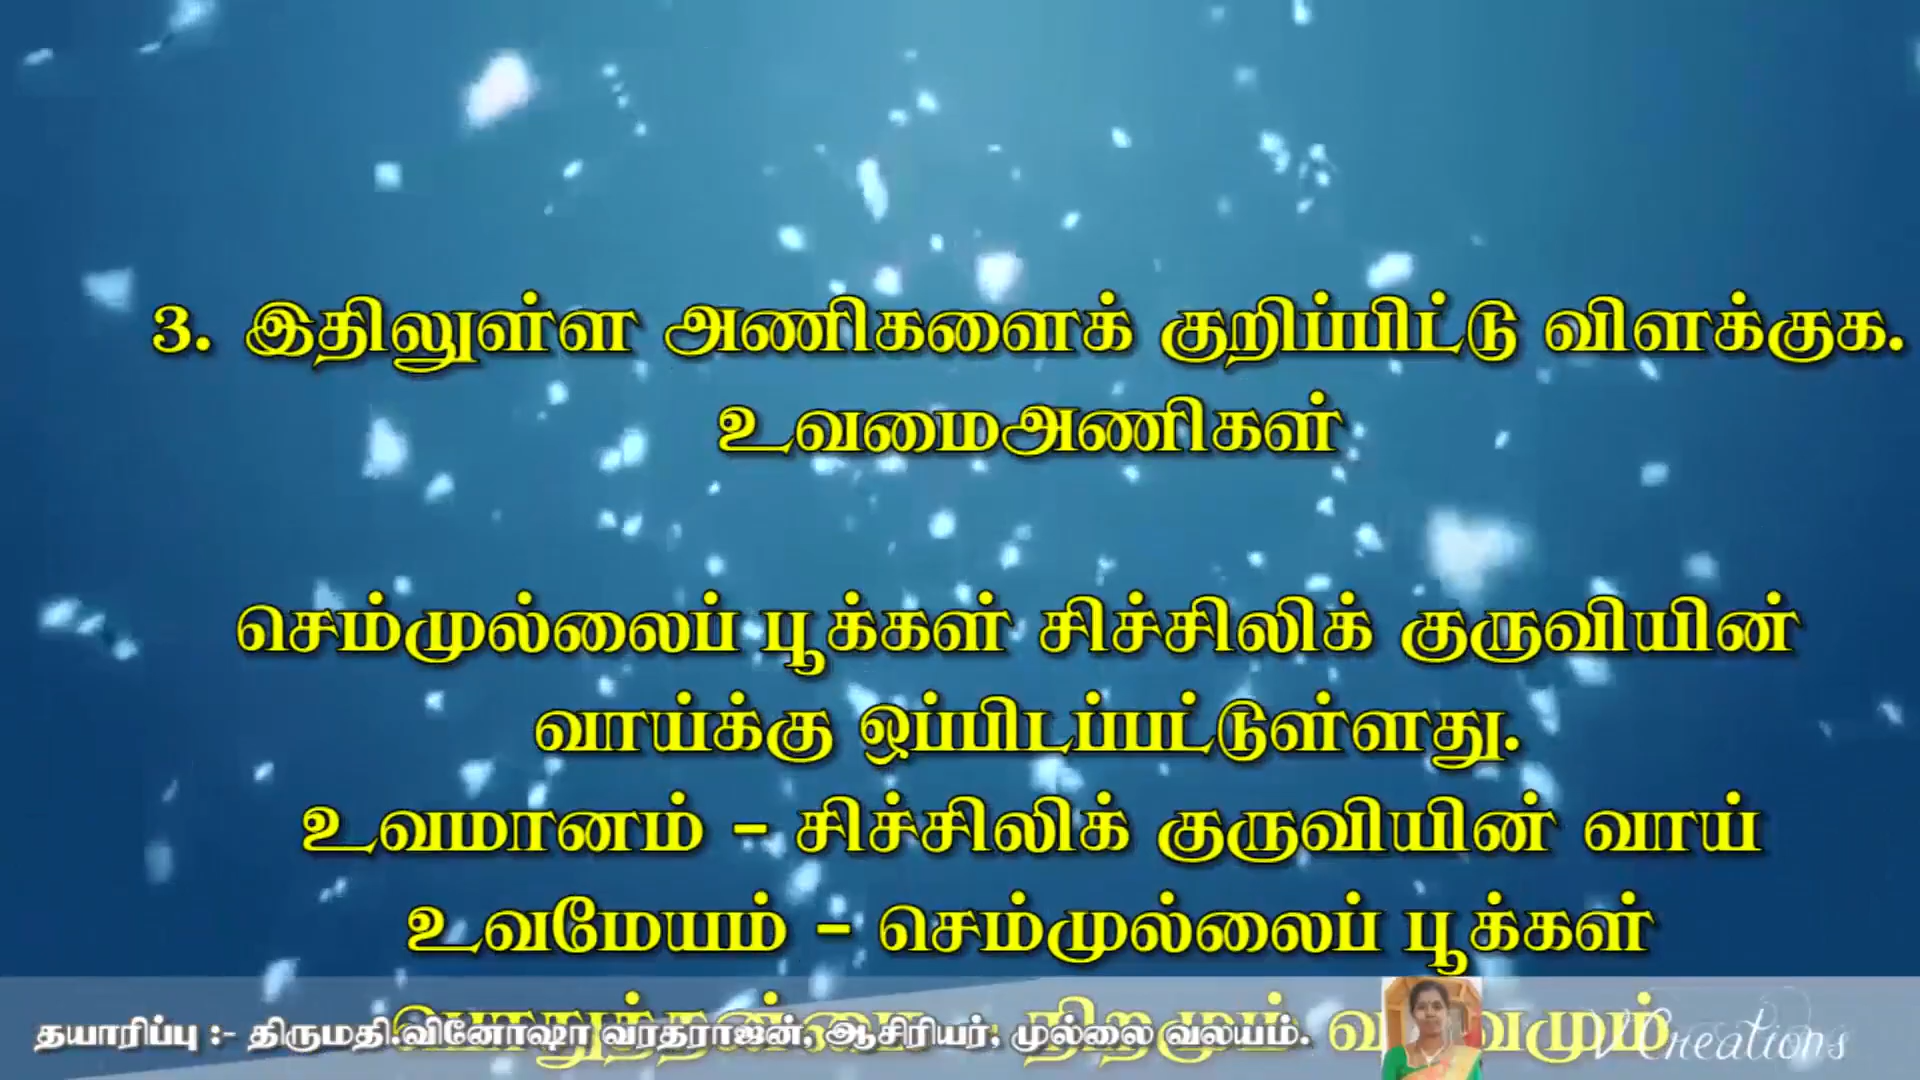 3. இதிலுள்ள அணிகளைக் குறிப்பிட்டு விளக்குக.
உவமைஅணிகள்
செம்முல்லைப் பூக்கள் சிச்சிலிக் குருவியின்
வாய்க்கு ஒப்பிடப்பட்டுள்ளது.
உவமானம் - சிச்சிலிக் குருவியின் வாய்
உவமேயம் - செம்முல்லைப் பூக்கள்
தயாரிப்பு :- திருமதி.வினோஷா வரதராஜன், ஆசிரியர், முல்லை வலயம்.
V Creations